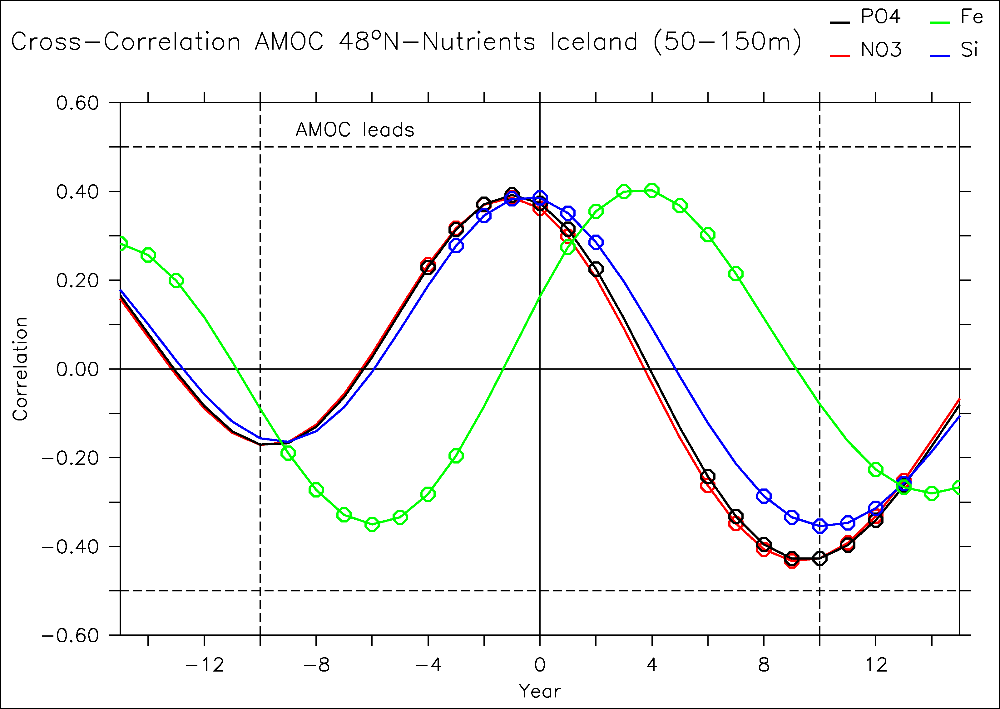 PO4 Fe
Cross-Correlation AMOC 48°N-Nutrients Iceland (50-150m)
NO3 Si
0.60
AMOC leads
0.40
0.20
0.00
Correlation
-0.20
-0.40
-0.60
-12 -8 -4 0 4 8 12
Year